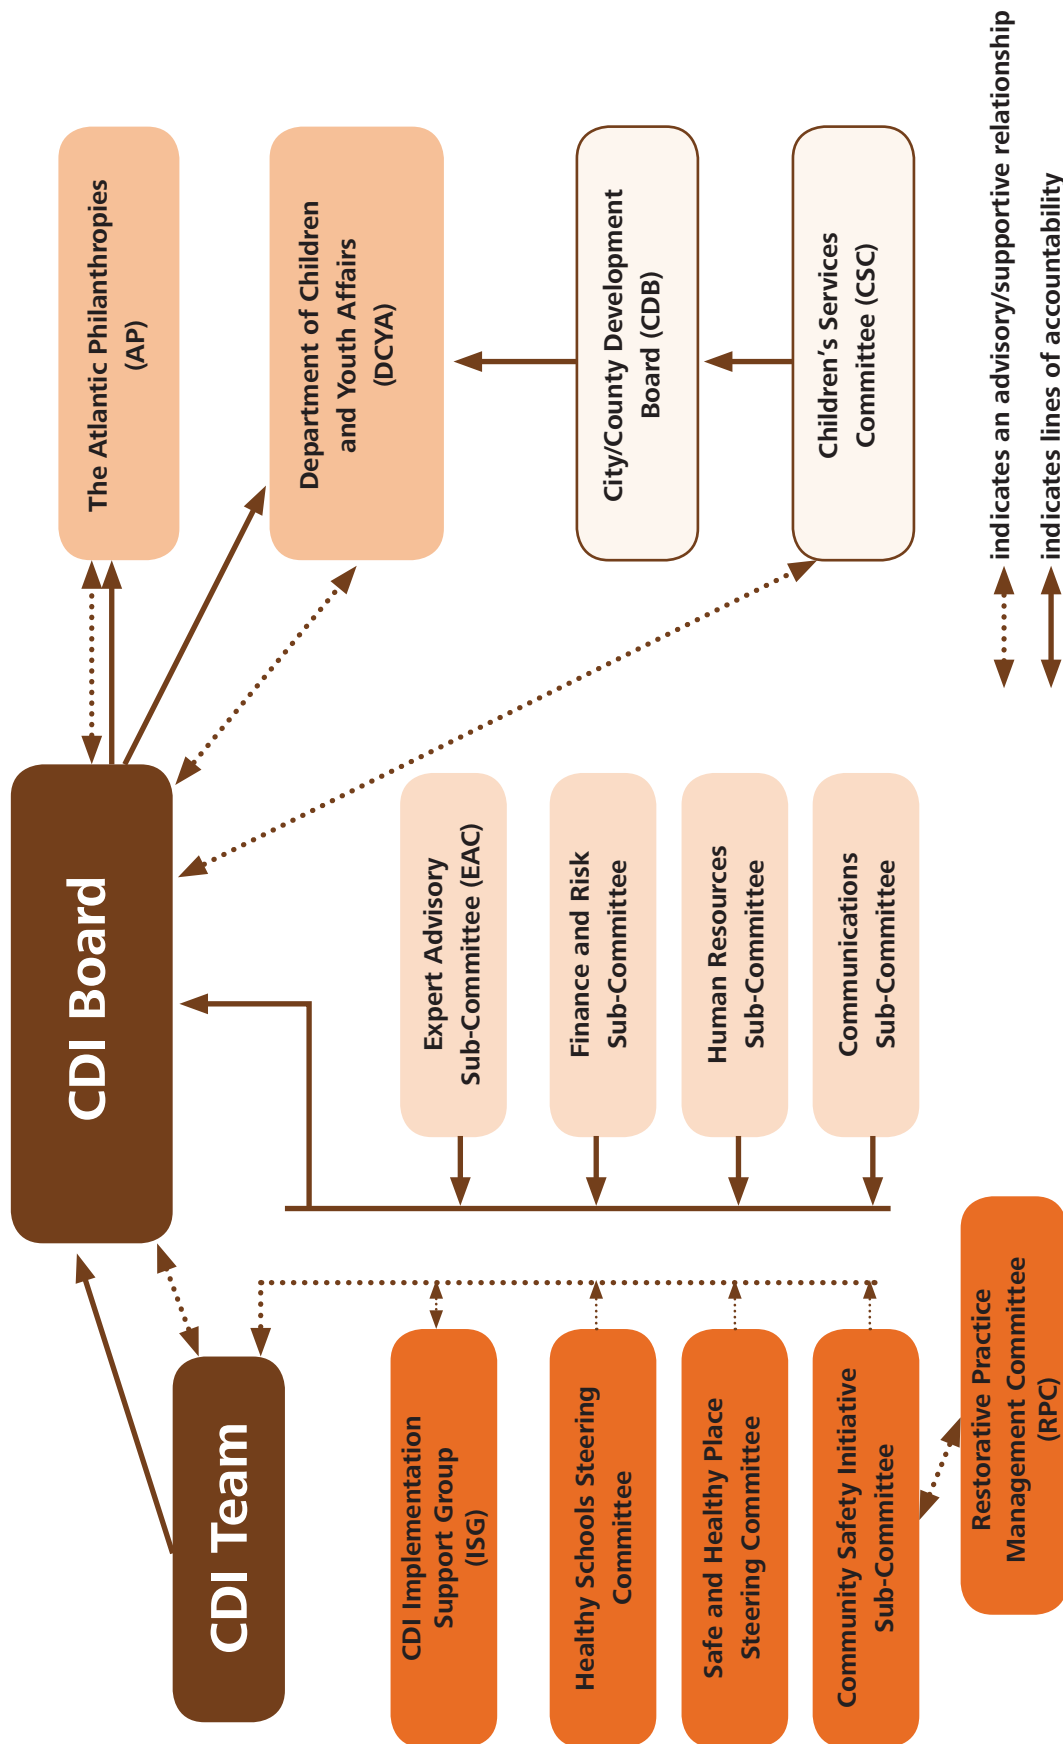 CDI Board
CDI Team
The Atlantic Philanthropies
(AP)
Department of Children
and Youth Affairs
(DCYA)
City/County Development
Board (CDB)
Children’s Services
Committee (CSC)
Expert Advisory
Sub-Committee (EAC)
Finance and Risk
Sub-Committee
Human Resources
Sub-Committee
Communications
Sub-Committee
CDI Implementation
Support Group
(ISG)
Healthy Schools Steering
Committee
Safe and Healthy Place
Steering Committee
Community Safety Initiative
Sub-Committee
Restorative Practice
Management Committee
(RPC)
indicates an advisory/supportive relationship
indicates lines of accountability